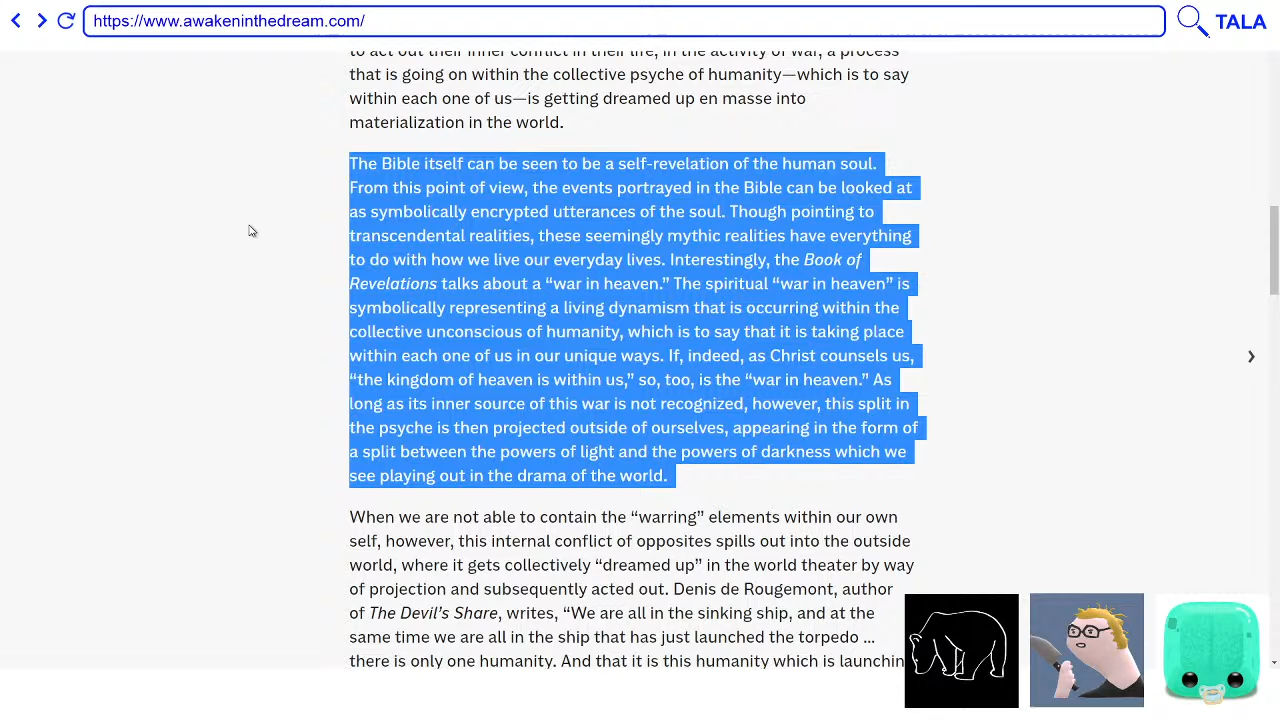 https://www.awakeninthedream.com/
TALA
to act out their inner conflict in their life, in the activity of war, a process
that is going on within the collective psyche of humanity—which is to say
within each one of us—is getting dreamed up en masse into
materialization in the world.
The Bible itself can be seen to be a self-revelation of the human soul.
From this point of view, the events portrayed in the Bible can be looked at
as symbolically encrypted utterances of the soul. Though pointing to
transcendental realities, these seemingly mythic realities have everything
to do with how we live our everyday lives. Interestingly, the Book of
Revelations talks about a “war in heaven.” The spiritual “war in heaven” is
symbolically representing a living dynamism that is occurring within the
collective unconscious of humanity, which is to say that it is taking place
within each one of us in our unique ways. If, indeed, as Christ counsels us,
“the kingdom of heaven is within us,” so, too, is the “war in heaven.” As
long as its inner source of this war is not recognized, however, this split in
the psyche is then projected outside of ourselves, appearing in the form of
a split between the powers of light and the powers of darkness which we
see playing out in the drama of the world.
When we are not able to contain the “warring” elements within our own
self, however, this internal conflict of opposites spills out into the outside
world, where it gets collectively “dreamed up” in the world theater by way
of projection and subsequently acted out. Denis de Rougemont, author
of The Devil’s Share, writes, “We are all in the sinking ship, and at the
same time we are all in the ship that has just launched the torpedo ...
there is only one humanity. And that it is this humanity which is launchin